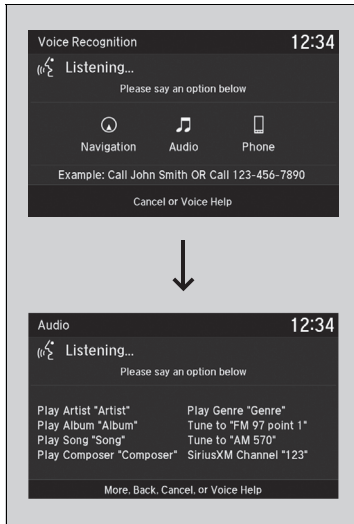 Voice Recognition 12:34
Listening...
Please say an option below
Navigation Audio Phone
Example: Call John Smith OR Call 123-456-7890
Cancel or Voice Help
Audio 12:34
Listening...
Please say an option below
Play Artist "Artist" Play Genre "Genre"
Play Album "Album" Tune to "FM 97 point 1"
Play Song "Song" Tune to "AM 570"
Play Composer "Composer" SiriusXM Channel "123"
More, Back, Cancel, or Voice Help